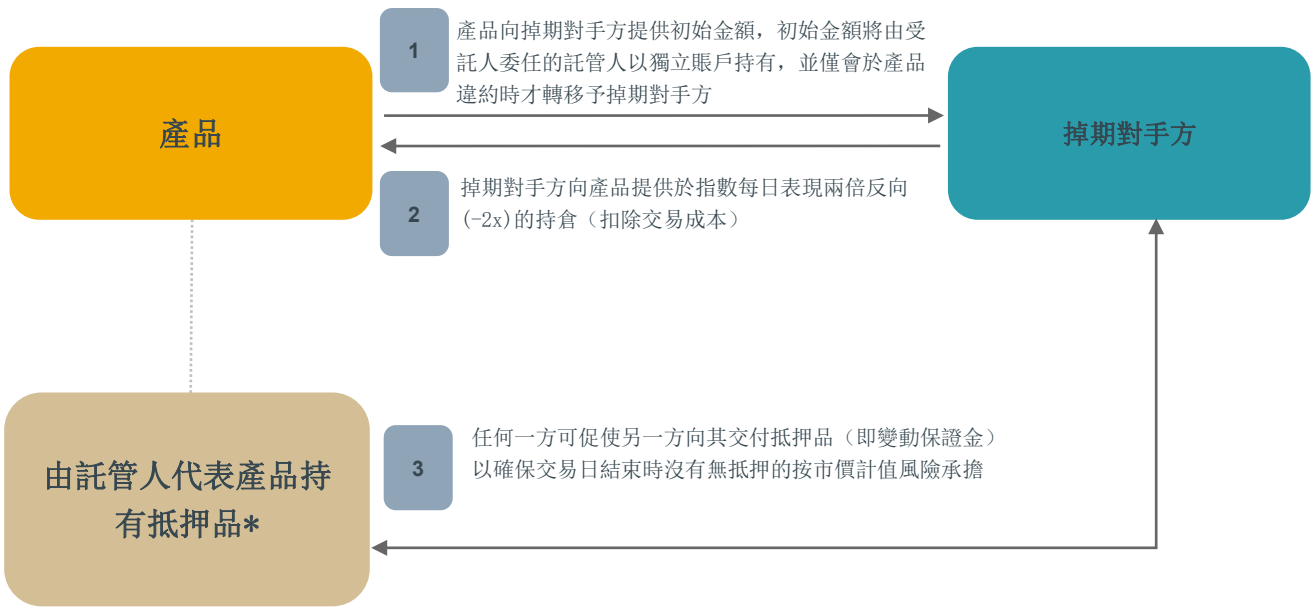 1
產品向掉期對手方提供初始金額，初始金額將由受
託人委任的託管人以獨立賬戶持有，並僅會於產品
違約時才轉移予掉期對手方
產品
掉期對手方
2
掉期對手方向產品提供於指數每日表現兩倍反向
(-2x)的持倉（扣除交易成本）
由託管人代表產品持
有抵押品*
3
任何一方可促使另一方向其交付抵押品（即變動保證金）
以確保交易日結束時沒有無抵押的按市價計值風險承擔